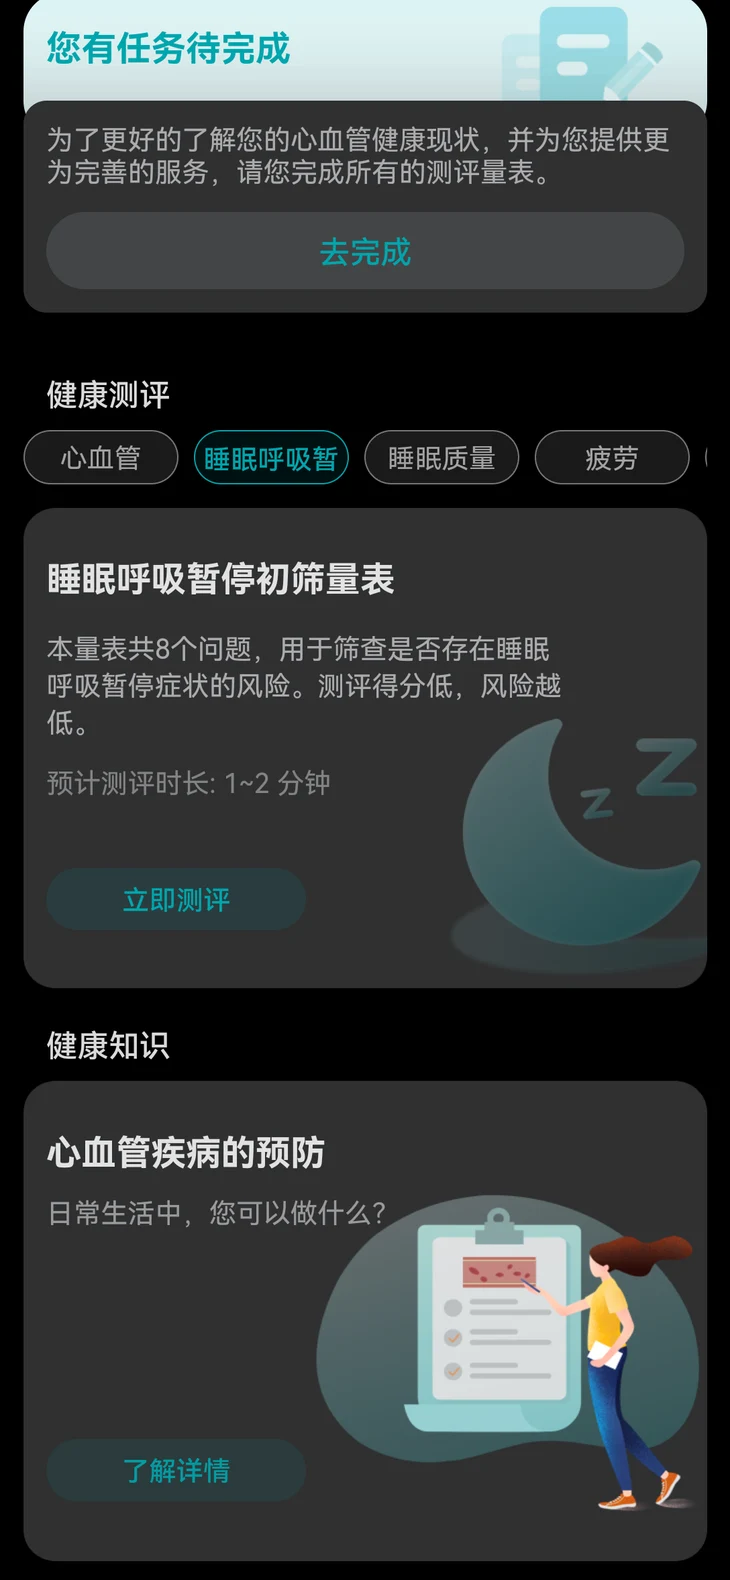 您有任务待完成
为了更好的了解您的心血管健康现状，并为您提供更
为完善的服务，请您完成所有的测评量表。
去完成
健康测评
心血管
睡眠呼吸暂
睡眠质量
疲劳
睡眠呼吸暂停初筛量表
本量表共8个问题，用于筛查是否存在睡眠
呼吸暂停症状的风险。测评得分低，风险越
低。
预计测评时长: 1~2 分钟
立即测评
z Z
健康知识
心血管疾病的预防
日常生活中，您可以做什么?
了解详情